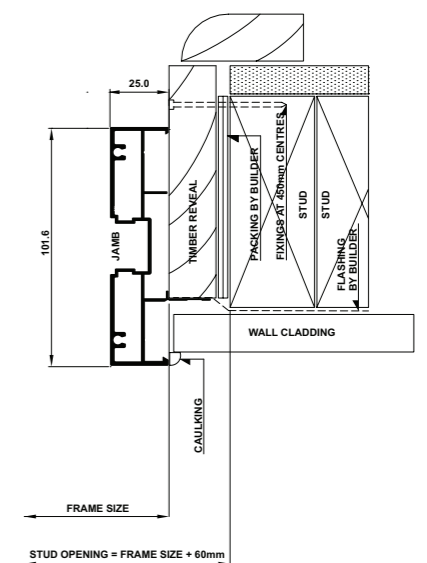 25.0
101.6
JAMB
TIMBER REVEAL
PACKING BY BUILDER
FIXINGS AT 450mm CENTRES
STUD
STUD
FLASHING
BY BUILDER
WALL CLADDING
CAULKING
FRAME SIZE
STUD OPENING = FRAME SIZE + 60mm